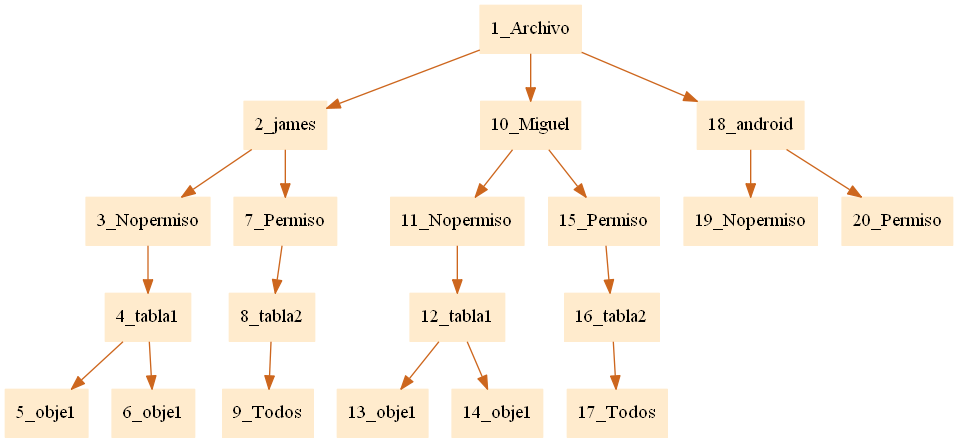 1_Archivo
2_james
10_Miguel
18_android
3_Nopermiso
7_Permiso
11_Nopermiso
15_Permiso
19_Nopermiso
20_Permiso
4_tabla1
8_tabla2
12_tabla1
16_tabla2
5_obje1
6_obje1
9_Todos
13_obje1
14_obje1
17_Todos